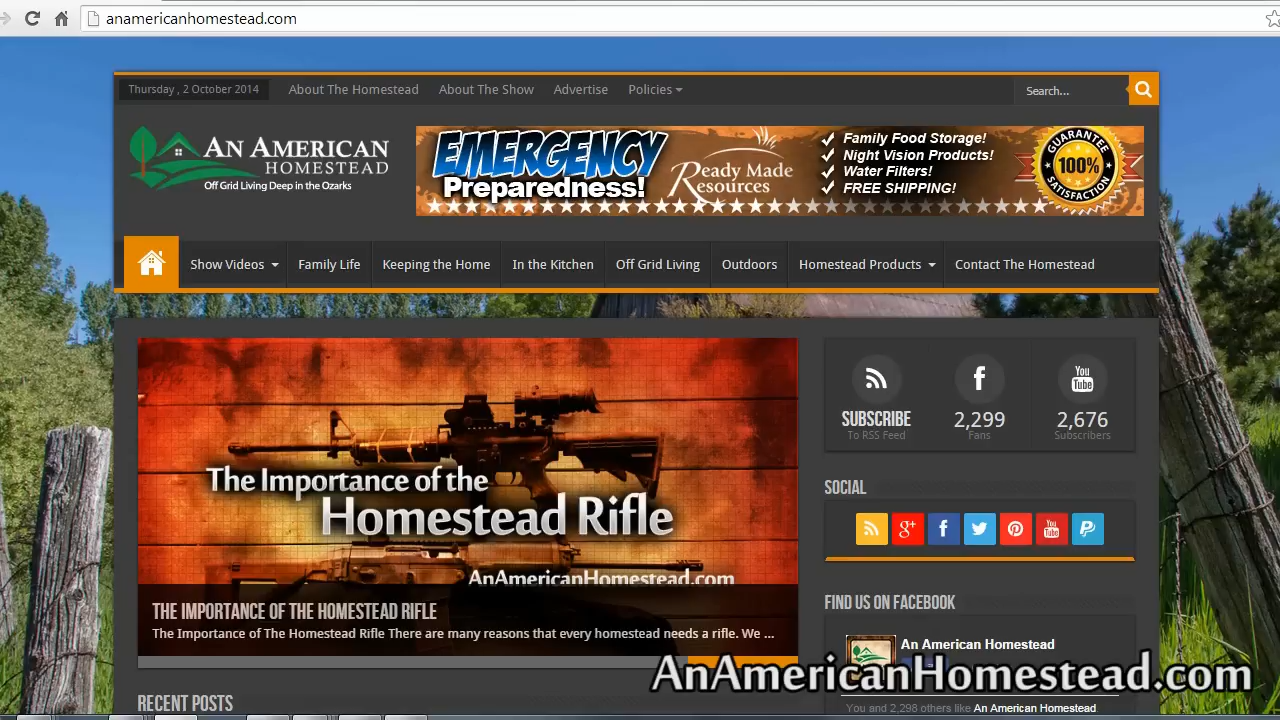 anamericanhomestead.com
Thursday , 2 October 2014
About The Homestead
About The Show
Advertise
Policies
Search...
AN AMERICAN
HOMESTEAD
Off Grid Living Deep in the Ozarks
EMERGENCY
Preparedness!
Ready Made
Resources
Family Food Storage!
Night Vision Products!
Water Filters!
FREE SHIPPING!
GUARANTEE
100%
SATISFACTION
Show Videos
Family Life
Keeping the Home
In the Kitchen
Off Grid Living
Outdoors
Homestead Products
Contact The Homestead
The Importance of the
Homestead Rifle
AnAmericanHomestead.com
THE IMPORTANCE OF THE HOMESTEAD RIFLE
The Importance of The Homestead Rifle There are many reasons that every homestead needs a rifle. We ...
RECENT POSTS
SUBSCRIBE
To RSS Feed
2,299
Fans
You
Tube
2,676
Subscribers
SOCIAL
g+
You
Tube
FIND US ON FACEBOOK
An American Homestead
You and 2,298 others like An American Homestead
AnAmericanHomestead.com